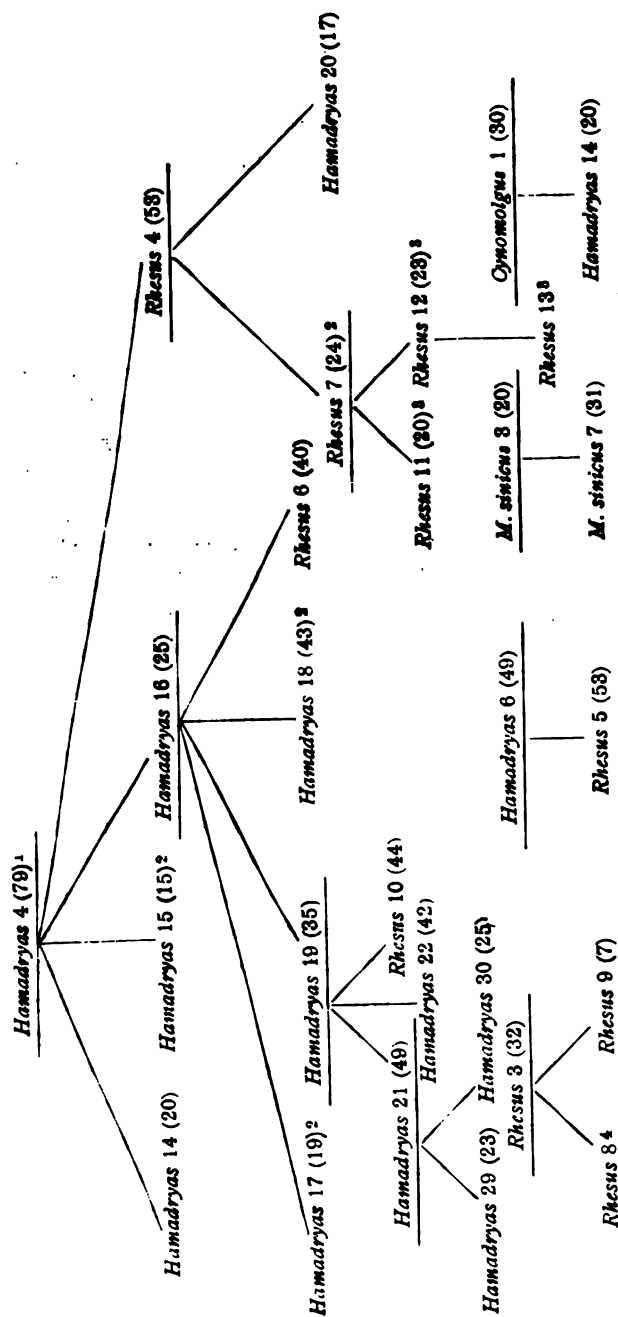 Hamadryas 4 (79)¹
Hamadryas 14 (20)
Hamadryas 15 (15)²
Hamadryas 16 (25)
Rhesus 4 (53)
Hamadryas 17 (19)²
Hamadryas 19 (35)
Hamadryas 18 (43)²
Rhesus 6 (40)
Rhesus 7 (24)²
Hamadryas 20 (17)
Hamadryas 21 (49)
Hamadryas 22 (42)
Rhesus 10 (44)
Rhesus 11 (20)³
Rhesus 12 (23)³
Hamadryas 29 (23)
Hamadryas 30 (25)
Rhesus 13³
Rhesus 3 (32)
Hamadryas 6 (49)
M. sinicus 3 (20)
Cynomolgus 1 (30)
Rhesus 8⁴
Rhesus 9 (7)
Rhesus 5 (53)
M. sinicus 7 (31)
Hamadryas 14 (20)